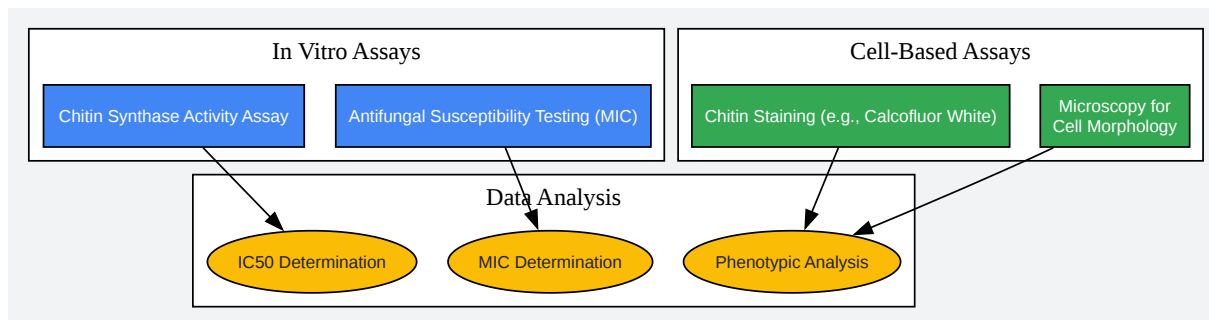 In Vitro Assays
Chitin Synthase Activity Assay
Antifungal Susceptibility Testing (MIC)
Cell-Based Assays
Chitin Staining (e.g., Calcofluor White)
Microscopy for
Cell Morphology
Data Analysis
IC50 Determination
MIC Determination
Phenotypic Analysis